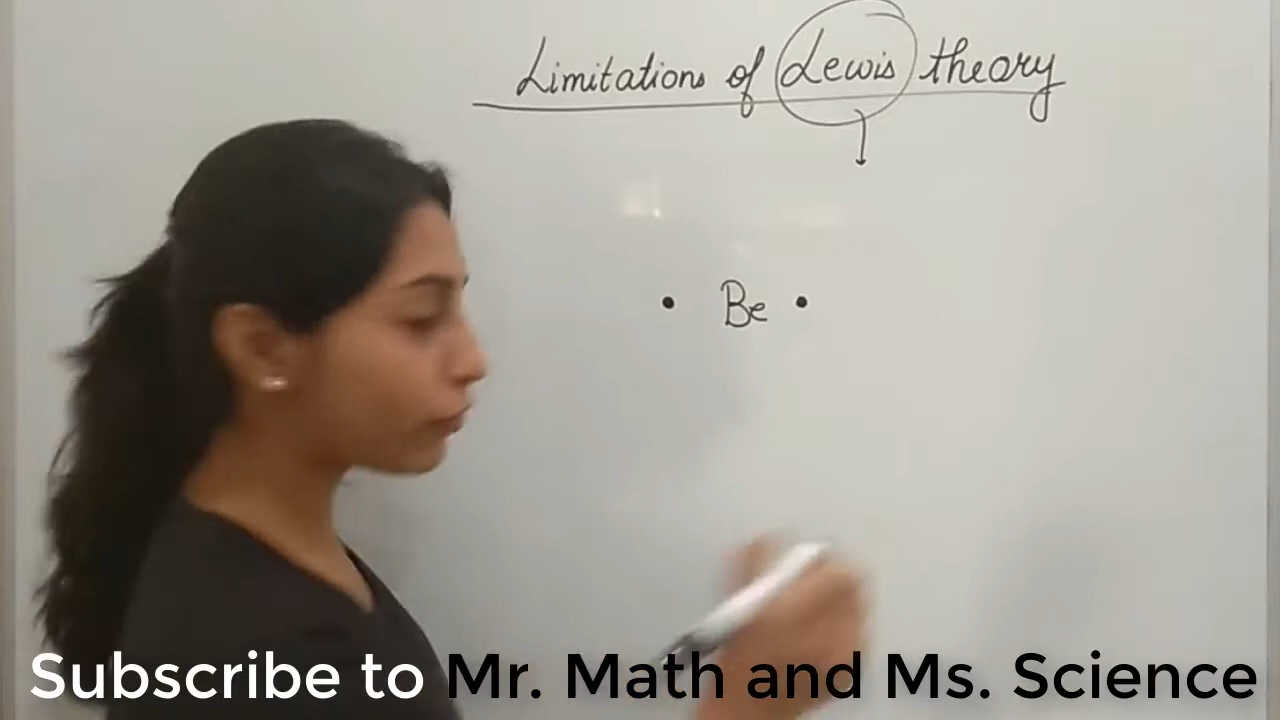 Limitations of Lewis theory
• Be •
Subscribe to Mr. Math and Ms. Science